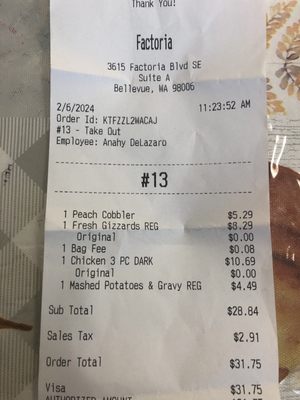 Thank You!
Factoria
3615 Factoria Blvd SE
Suite A
Bellevue, WA 98006
2/6/2024 11:23:52 AM
Order Id: KTFZZL2WACAJ
#13 - Take Out
Employee: Anahy DeLazaro
#13
1 Peach Cobbler $5.29
1 Fresh Gizzards REG $8.29
Original $0.00
1 Bag Fee $0.08
1 Chicken 3 PC DARK $10.69
Original $0.00
1 Mashed Potatoes & Gravy REG $4.49
Sub Total $28.84
Sales Tax $2.91
Order Total $31.75
Visa $31.75
AUTHORIZED AMOUNT